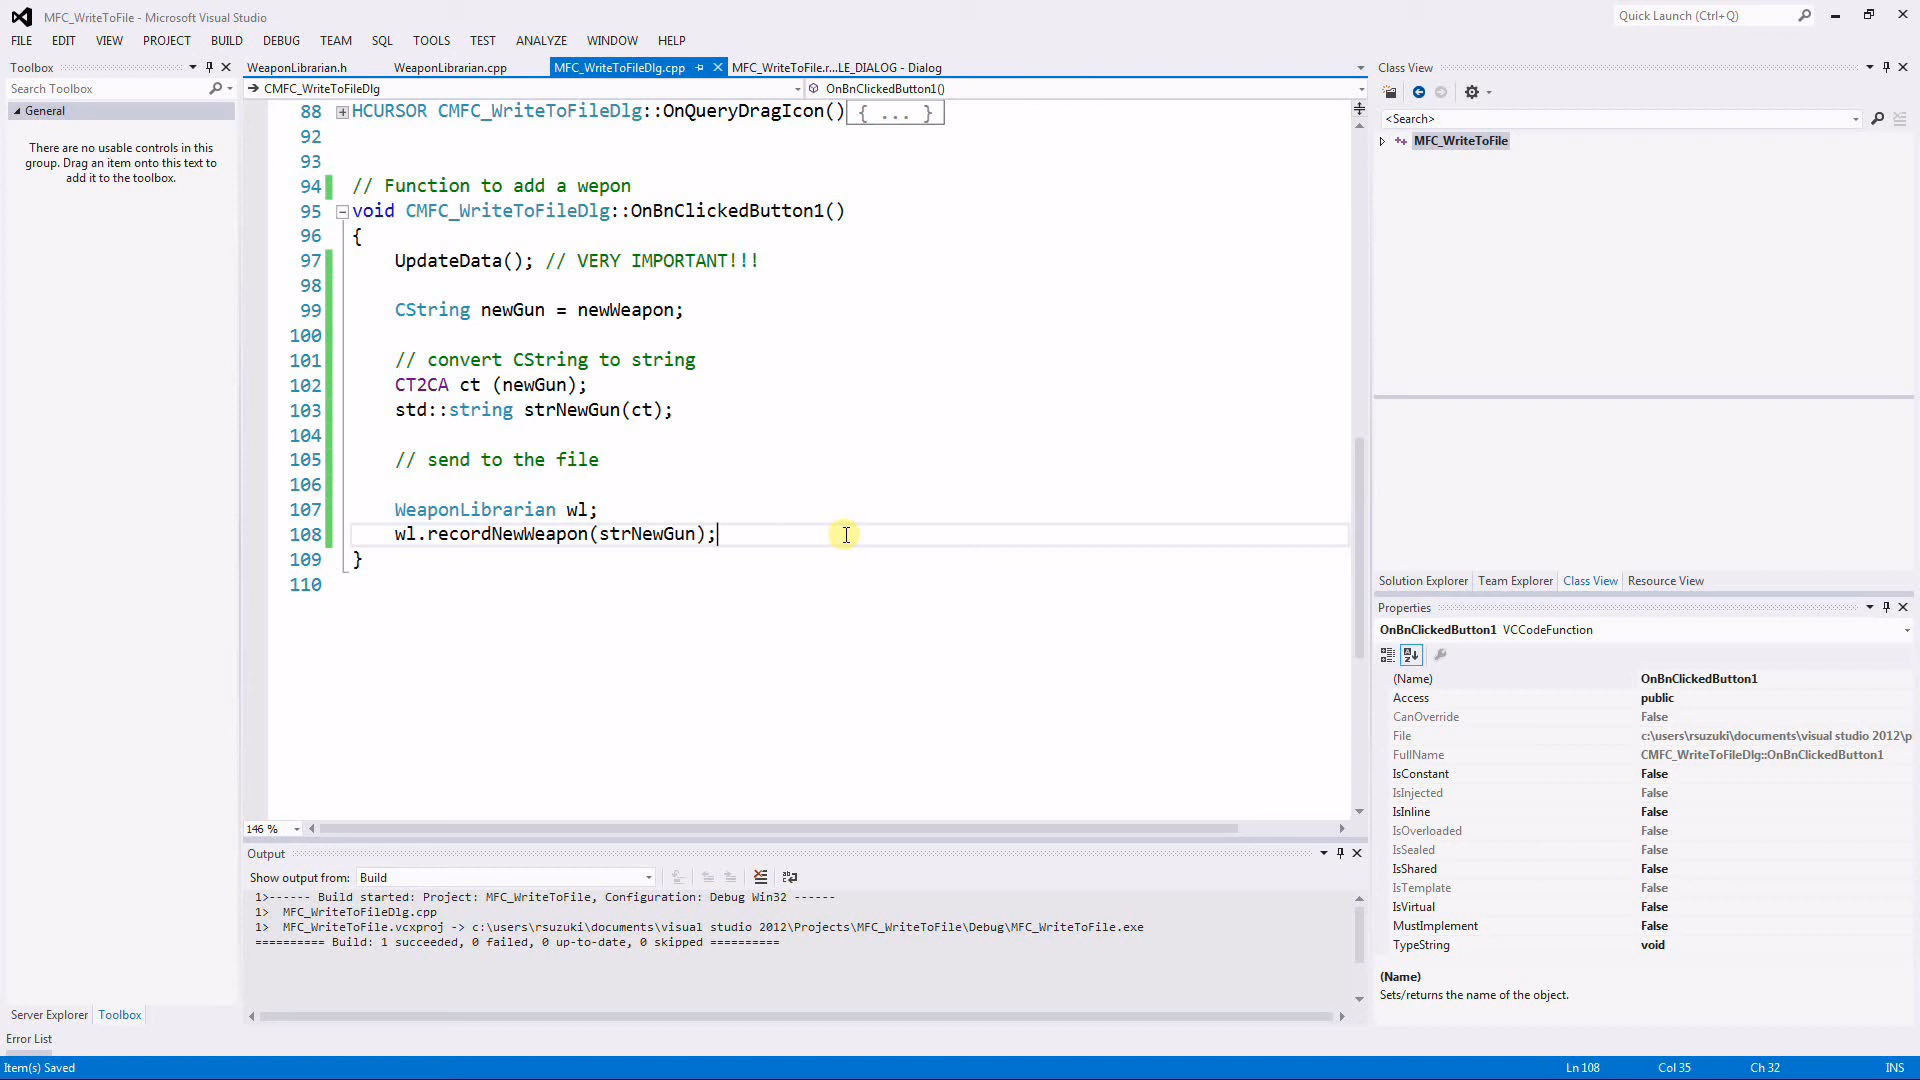 MFC_WriteToFile - Microsoft Visual Studio
Quick Launch (Ctrl+Q)
FILE EDIT VIEW PROJECT BUILD DEBUG TEAM SQL TOOLS TEST ANALYZE WINDOW HELP
Toolbox
Search Toolbox
General
There are no usable controls in this
group. Drag an item onto this text to
add it to the toolbox.
Server Explorer Toolbox
WeaponLibrarian.h WeaponLibrarian.cpp MFC_WriteToFileDlg.cpp MFC_WriteToFile.r...LE_DIALOG - Dialog
CMFC_WriteToFileDlg OnBnClickedButton1()
88 HCURSOR CMFC_WriteToFileDlg::OnQueryDragIcon() { ... }
92
93
94 // Function to add a wepon
95 void CMFC_WriteToFileDlg::OnBnClickedButton1()
96 {
97 UpdateData(); // VERY IMPORTANT!!!
98
99 CString newGun = newWeapon;
100
101 // convert CString to string
102 CT2CA ct (newGun);
103 std::string strNewGun(ct);
104
105 // send to the file
106
107 WeaponLibrarian wl;
108 wl.recordNewWeapon(strNewGun);
109 }
110
146 %
Output
Show output from: Build
1>------ Build started: Project: MFC_WriteToFile, Configuration: Debug Win32 ------
1> MFC_WriteToFileDlg.cpp
1> MFC_WriteToFile.vcxproj -> c:\users\rsuzuki\documents\visual studio 2012\Projects\MFC_WriteToFile\Debug\MFC_WriteToFile.exe
========== Build: 1 succeeded, 0 failed, 0 up-to-date, 0 skipped ==========
Class View
<Search>
MFC_WriteToFile
Solution Explorer Team Explorer Class View Resource View
Properties
OnBnClickedButton1 VCCodeFunction
(Name) OnBnClickedButton1
Access public
CanOverride False
File c:\users\rsuzuki\documents\visual studio 2012\p
FullName CMFC_WriteToFileDlg::OnBnClickedButton1
IsConstant False
IsInjected False
IsInline False
IsOverloaded False
IsSealed False
IsShared False
IsTemplate False
IsVirtual False
MustImplement False
TypeString void
(Name)
Sets/returns the name of the object.
Error List
Item(s) Saved Ln 108 Col 35 Ch 32 INS